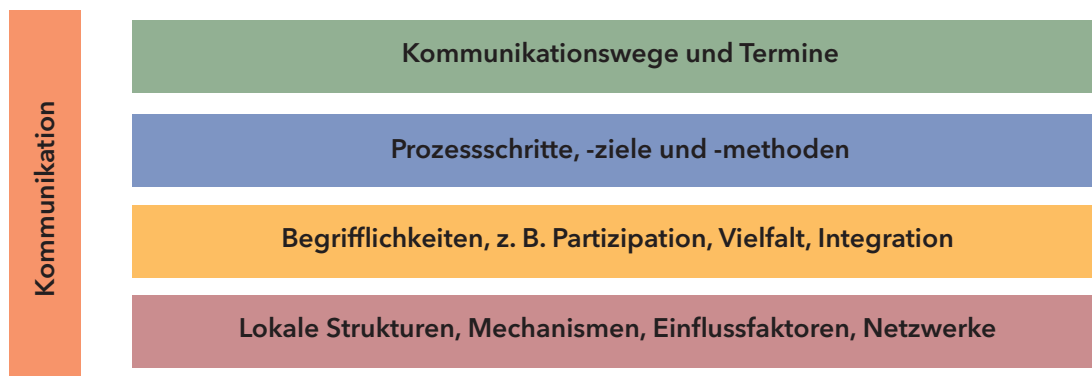 Kommunikation
Kommunikationswege und Termine
Prozessschritte, -ziele und -methoden
Begrifflichkeiten, z. B. Partizipation, Vielfalt, Integration
Lokale Strukturen, Mechanismen, Einflussfaktoren, Netzwerke